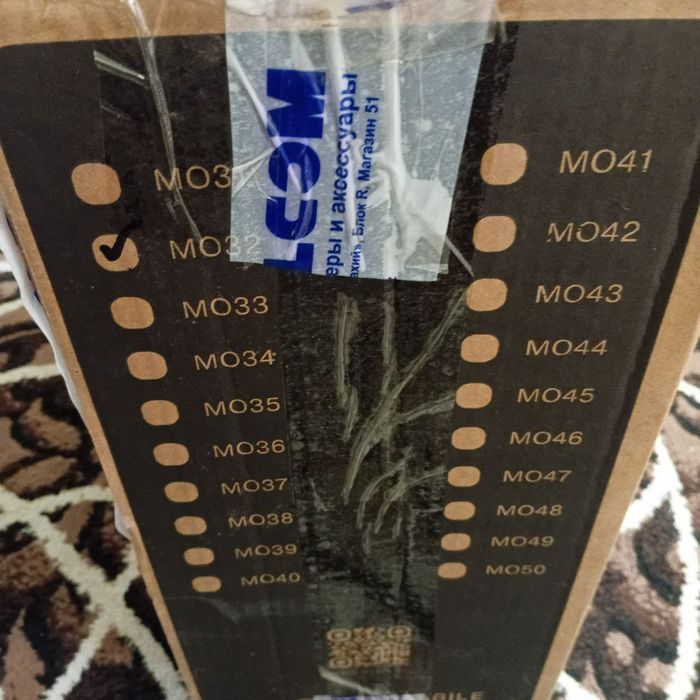 LCOM
еры и аксессуары
ахий», Блок R, Магазин 51
MO3
MO32
MO33
MO34
MO35
MO36
MO37
MO38
MO39
MO40
MO41
MO42
MO43
MO44
MO45
MO46
MO47
MO48
MO49
MO50